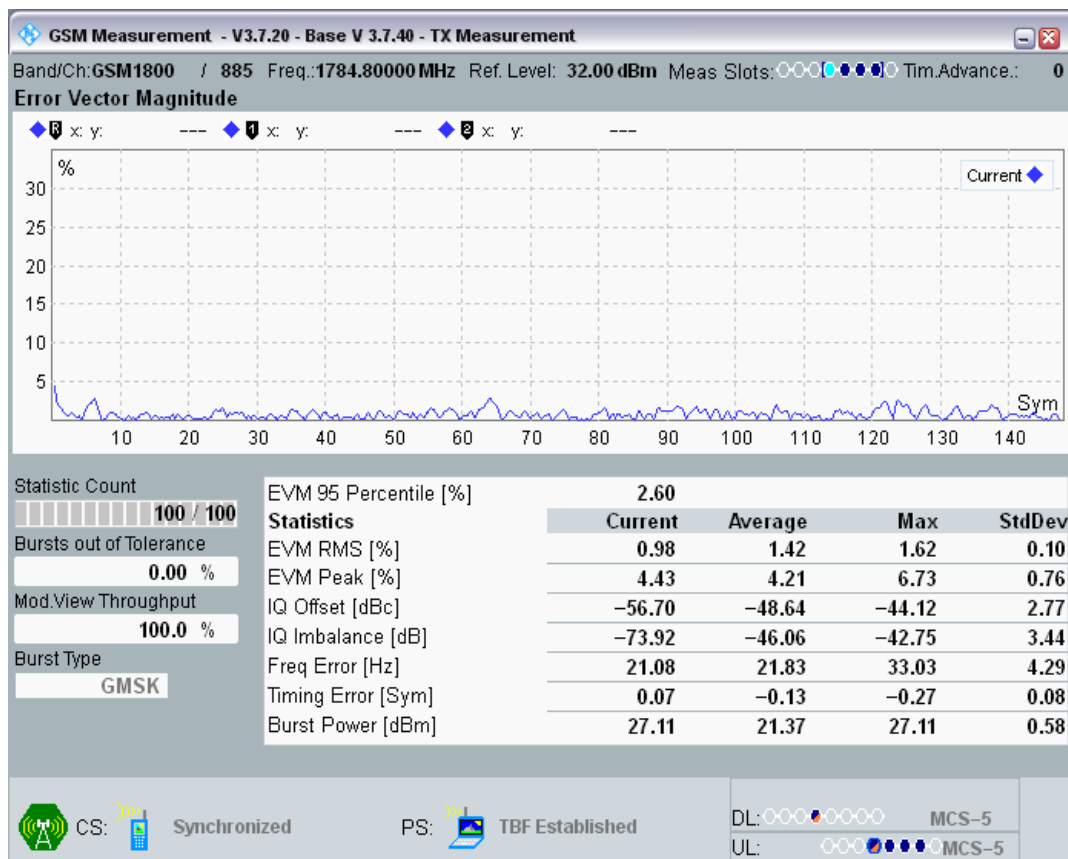 GSM Measurement - V3.7.20 - Base V 3.7.40 - TX Measurement
Band/Ch:GSM1800 / 885 Freq.:1784.80000 MHz Ref. Level: 32.00 dBm Meas Slots: Tim.Advance.: 0
Error Vector Magnitude
R x: y: --- 1 x: y: --- 2 x: y: ---
%
Current
30
25
20
15
10
5
Sym
10 20 30 40 50 60 70 80 90 100 110 120 130 140
Statistic Count
100 / 100
Bursts out of Tolerance
0.00 %
Mod.View Throughput
100.0 %
Burst Type
GMSK
EVM 95 Percentile [%] 2.60
Statistics Current Average Max StdDev
EVM RMS [%] 0.98 1.42 1.62 0.10
EVM Peak [%] 4.43 4.21 6.73 0.76
IQ Offset [dBc] −56.70 −48.64 −44.12 2.77
IQ Imbalance [dB] −73.92 −46.06 −42.75 3.44
Freq Error [Hz] 21.08 21.83 33.03 4.29
Timing Error [Sym] 0.07 −0.13 −0.27 0.08
Burst Power [dBm] 27.11 21.37 27.11 0.58
CS: Synchronized PS: TBF Established
DL: MCS−5
UL: MCS−5